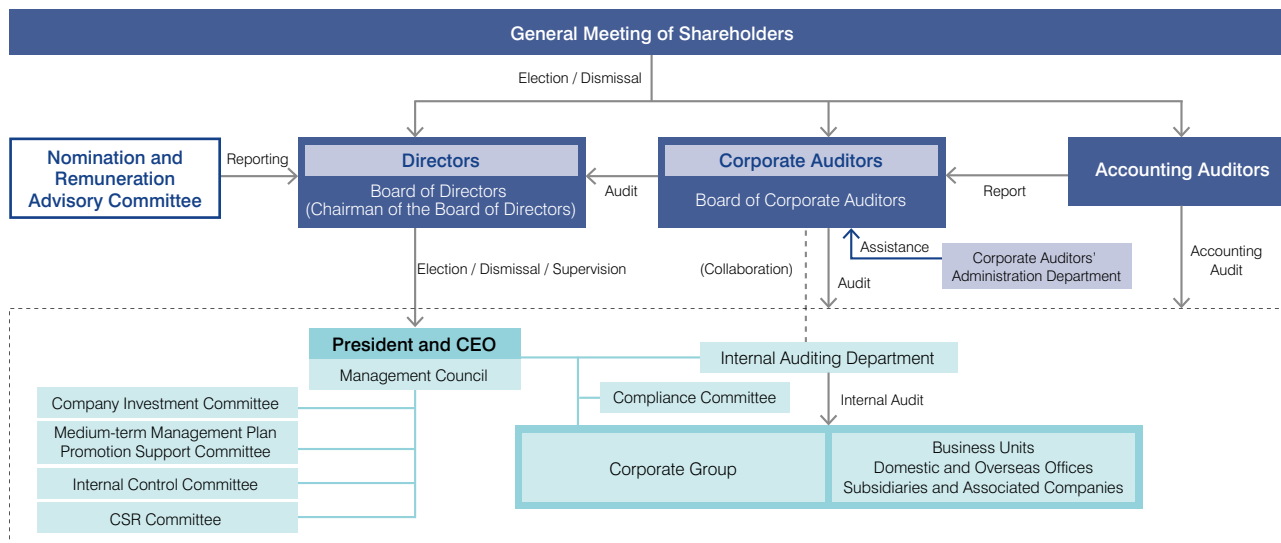 General Meeting of Shareholders
Election / Dismissal
Nomination and
Remuneration
Advisory Committee
Reporting
Directors
Board of Directors
(Chairman of the Board of Directors)
Audit
Corporate Auditors
Board of Corporate Auditors
Report
Accounting Auditors
Election / Dismissal / Supervision
(Collaboration)
Assistance
Audit
Corporate Auditors'
Administration Department
Accounting
Audit
President and CEO
Management Council
Internal Auditing Department
Company Investment Committee
Compliance Committee
Internal Audit
Medium-term Management Plan
Promotion Support Committee
Internal Control Committee
CSR Committee
Corporate Group
Business Units
Domestic and Overseas Offices
Subsidiaries and Associated Companies